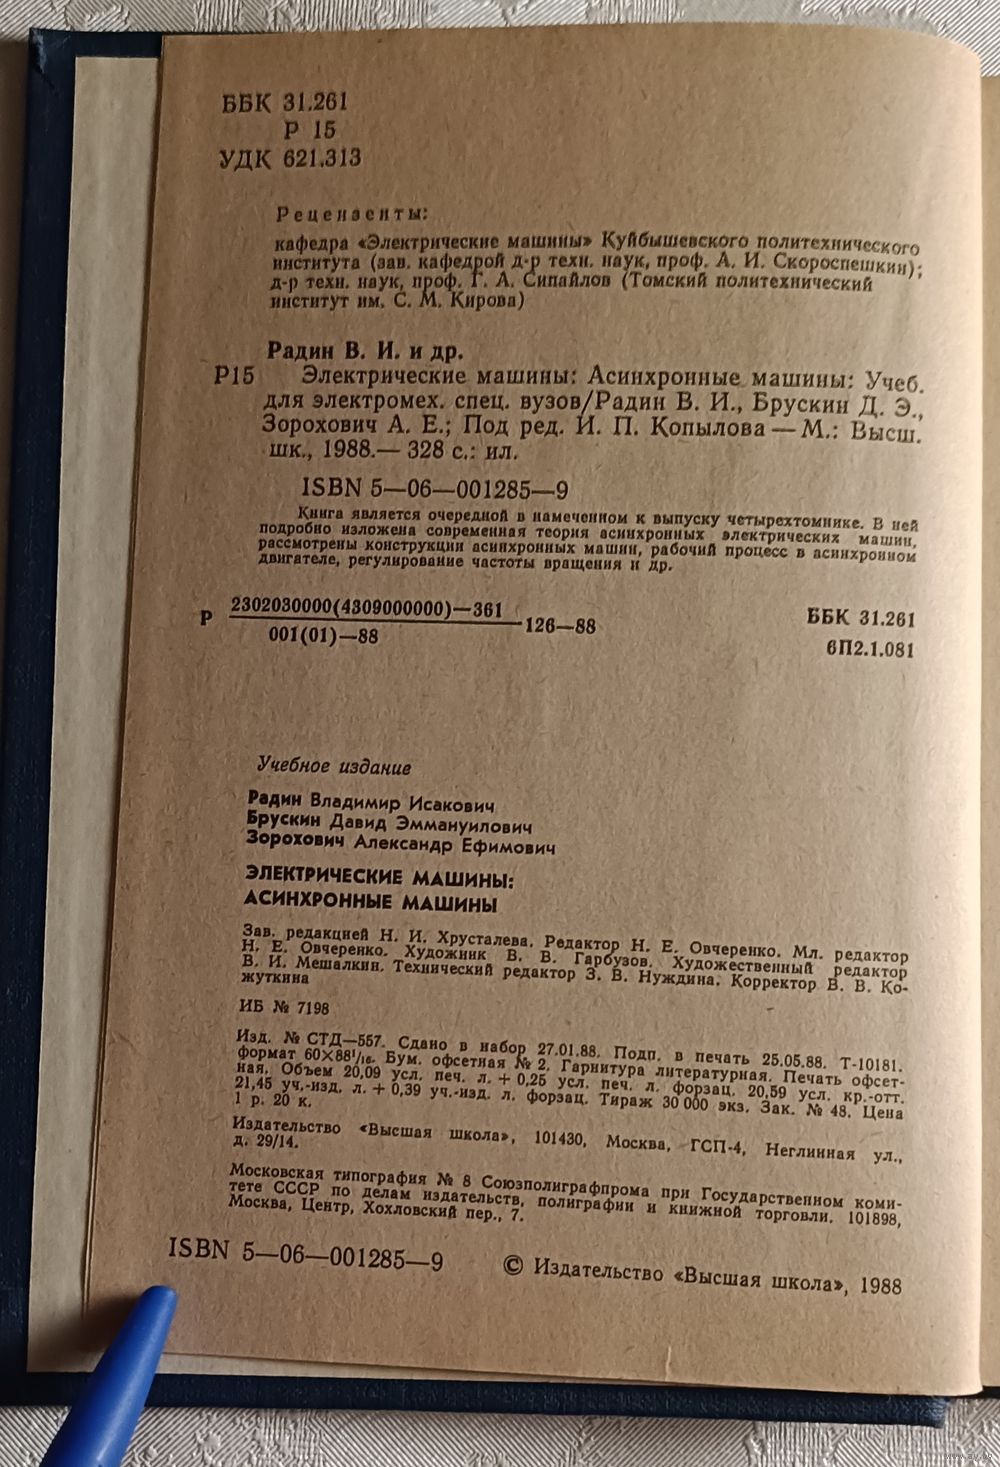 ББК 31.261
Р 15
УДК 621.313
Рецензенты:
кафедра «Электрические машины» Куйбышевского политехнического
института (зав. кафедрой д-р техн. наук, проф. А. И. Скороспешкин);
д-р техн. наук, проф. Г. А. Сипайлов (Томский политехнический
институт им. С. М. Кирова)
Радин В. И. и др.
Р15 Электрические машины: Асинхронные машины: Учеб.
для электромех. спец. вузов/Радин В. И., Брускин Д. Э.,
Зорохович А. Е.; Под ред. И. П. Копылова — М.: Высш.
шк., 1988.— 328 с.: ил.
ISBN 5—06—001285—9
Книга является очередной в намеченном к выпуску четырехтомнике. В ней
подробно изложена современная теория асинхронных электрических машин,
рассмотрены конструкции асинхронных машин, рабочий процесс в асинхронном
двигателе, регулирование частоты вращения и др.
Р 2302030000(4309000000)—361
001(01)—88
126—88
ББК 31.261
6П2.1.081
Учебное издание
Радин Владимир Исакович
Брускин Давид Эммануилович
Зорохович Александр Ефимович
ЭЛЕКТРИЧЕСКИЕ МАШИНЫ:
АСИНХРОННЫЕ МАШИНЫ
Зав. редакцией Н. И. Хрусталева. Редактор Н. Е. Овчеренко. Мл. редактор
Н. Е. Овчеренко. Художник В. В. Гарбузов. Художественный редактор
В. И. Мешалкин. Технический редактор З. В. Нуждина. Корректор В. В. Ко-
жуткина
ИБ № 7198
Изд. № СТД—557. Сдано в набор 27.01.88. Подп. в печать 25.05.88. Т-10181.
формат 60×88¹/₁₆. Бум. офсетная № 2. Гарнитура литературная. Печать офсет-
ная. Объем 20,09 усл. печ. л. + 0,25 усл. печ. л. форзац. 20,59 усл. кр.-отт.
21,45 уч.-изд. л. + 0,39 уч.-изд. л. форзац. Тираж 30 000 экз. Зак. № 48. Цена
1 р. 20 к.
Издательство «Высшая школа», 101430, Москва, ГСП-4, Неглинная ул.,
д. 29/14.
Московская типография № 8 Союзполиграфпрома при Государственном коми-
тете СССР по делам издательств, полиграфии и книжной торговли. 101898,
Москва, Центр, Хохловский пер., 7.
ISBN 5—06—001285—9
© Издательство «Высшая школа», 1988